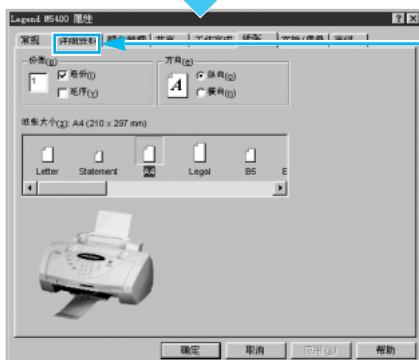 Legend M5400 属性
常规 详细资料 颜色管理 共享 工作完成 纸张
份数(D)
方向(e)
1
逐份(I)
逆序(V)
A
纵向(O)
横向(O)
纸张大小(Z): A4 (210 x 297 mm)
Letter Statement A4 Legal B5 E
确定 取消 应用(A) 帮助